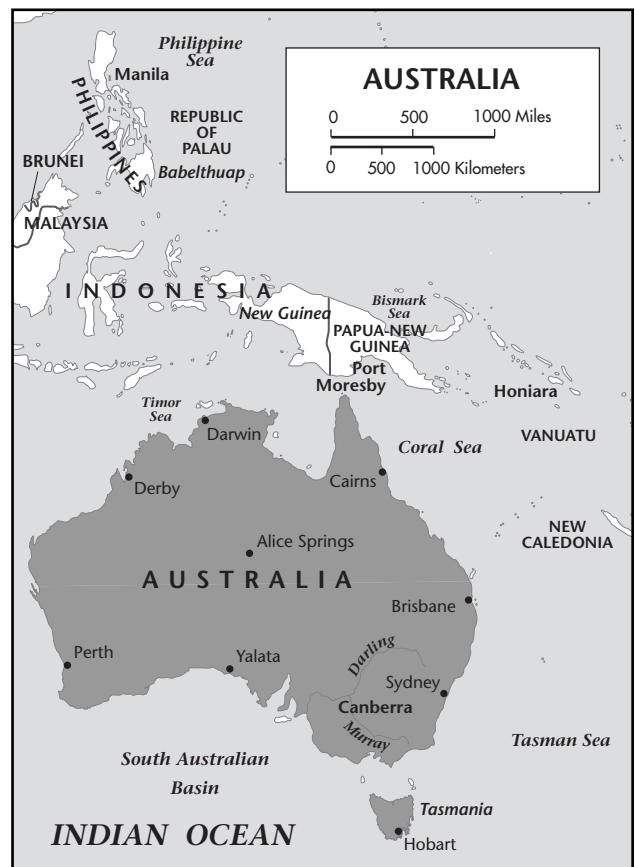 Philippine
Sea
Manila
PHILIPPINES
REPUBLIC
OF
PALAU
Babelthuap
AUSTRALIA
0 500 1000 Miles
0 500 1000 Kilometers
BRUNEI
MALAYSIA
INDONESIA
New Guinea
Bismark
Sea
PAPUA-NEW
GUINEA
Port
Moresby
Honiara
Timor
Sea
Darwin
Coral Sea
VANUATU
Derby
Cairns
NEW
CALEDONIA
Alice Springs
AUSTRALIA
Brisbane
Perth
Yalata
Darling
Sydney
Canberra
Murray
Tasman Sea
South Australian
Basin
INDIAN OCEAN
Tasmania
Hobart